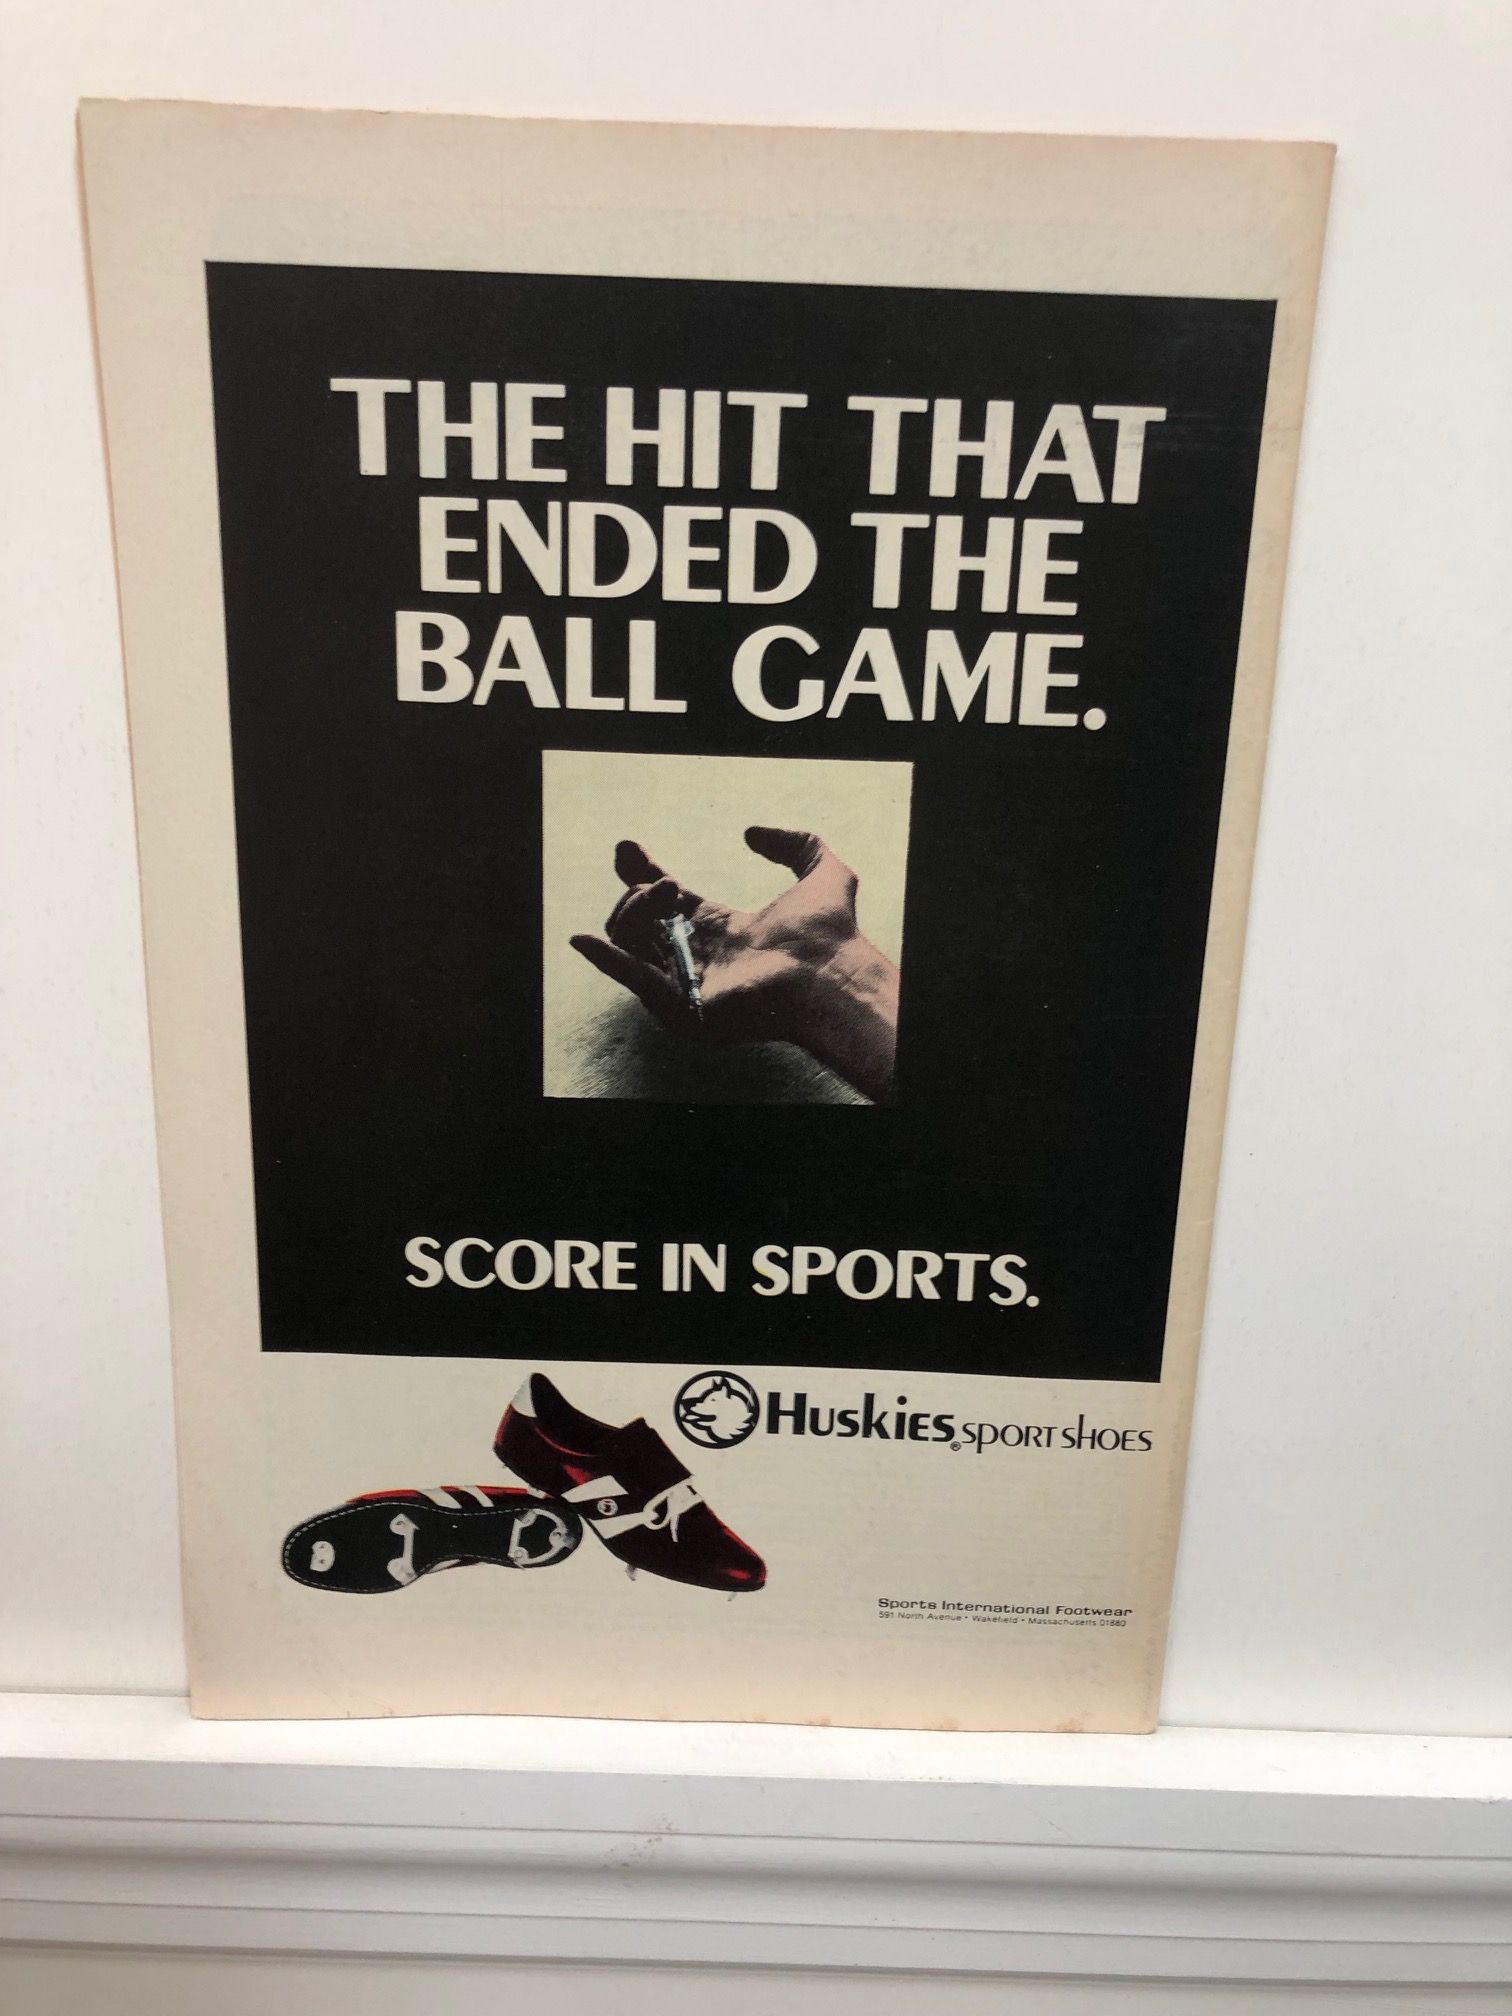 THE HIT THAT
ENDED THE
BALL GAME.
SCORE IN SPORTS.
Huskies® sport shoes
Sports International Footwear
591 North Avenue • Wakefield • Massachusetts 01880